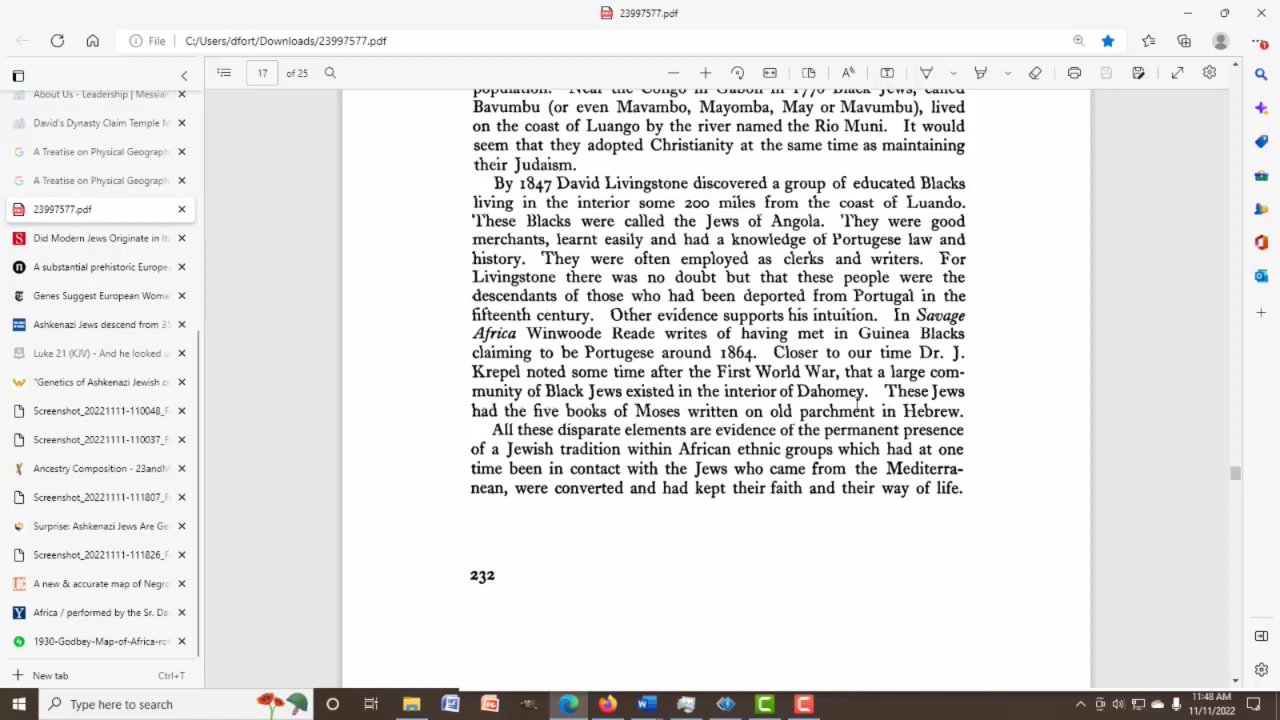 23997577.pdf
File
C:/Users/dfort/Downloads/23997577.pdf
17 of 25
About Us - Leadership | Messian
David's Dynasty Claim Temple M
A Treatise on Physical Geograph
A Treatise on Physical Geograph
23997577.pdf
Did Modern Jews Originate in Ita
A substantial prehistoric Europe
Genes Suggest European Wome
Ashkenazi Jews descend from 35
Luke 21 (KJV) - And he looked u
"Genetics of Ashkenazi Jewish o
Screenshot_20221111-110048_F
Screenshot_20221111-110037_F
Ancestry Composition - 23andM
Screenshot_20221111-111807_F
Surprise: Ashkenazi Jews Are Ge
Screenshot_20221111-111826_F
A new & accurate map of Negro
Africa / performed by the Sr. Da
1930-Godbey-Map-of-Africa-rot
New tab
Ctrl+T
population. Near the Congo in Gabon in 1770 Black Jews, called
Bavumbu (or even Mavambo, Mayomba, May or Mavumbu), lived
on the coast of Luango by the river named the Rio Muni. It would
seem that they adopted Christianity at the same time as maintaining
their Judaism.
By 1847 David Livingstone discovered a group of educated Blacks
living in the interior some 200 miles from the coast of Luando.
These Blacks were called the Jews of Angola. They were good
merchants, learnt easily and had a knowledge of Portugese law and
history. They were often employed as clerks and writers. For
Livingstone there was no doubt but that these people were the
descendants of those who had been deported from Portugal in the
fifteenth century. Other evidence supports his intuition. In Savage
Africa Winwoode Reade writes of having met in Guinea Blacks
claiming to be Portugese around 1864. Closer to our time Dr. J.
Krepel noted some time after the First World War, that a large com-
munity of Black Jews existed in the interior of Dahomey. These Jews
had the five books of Moses written on old parchment in Hebrew.
All these disparate elements are evidence of the permanent presence
of a Jewish tradition within African ethnic groups which had at one
time been in contact with the Jews who came from the Mediterra-
nean, were converted and had kept their faith and their way of life.
232
Type here to search
11:48 AM
11/11/2022